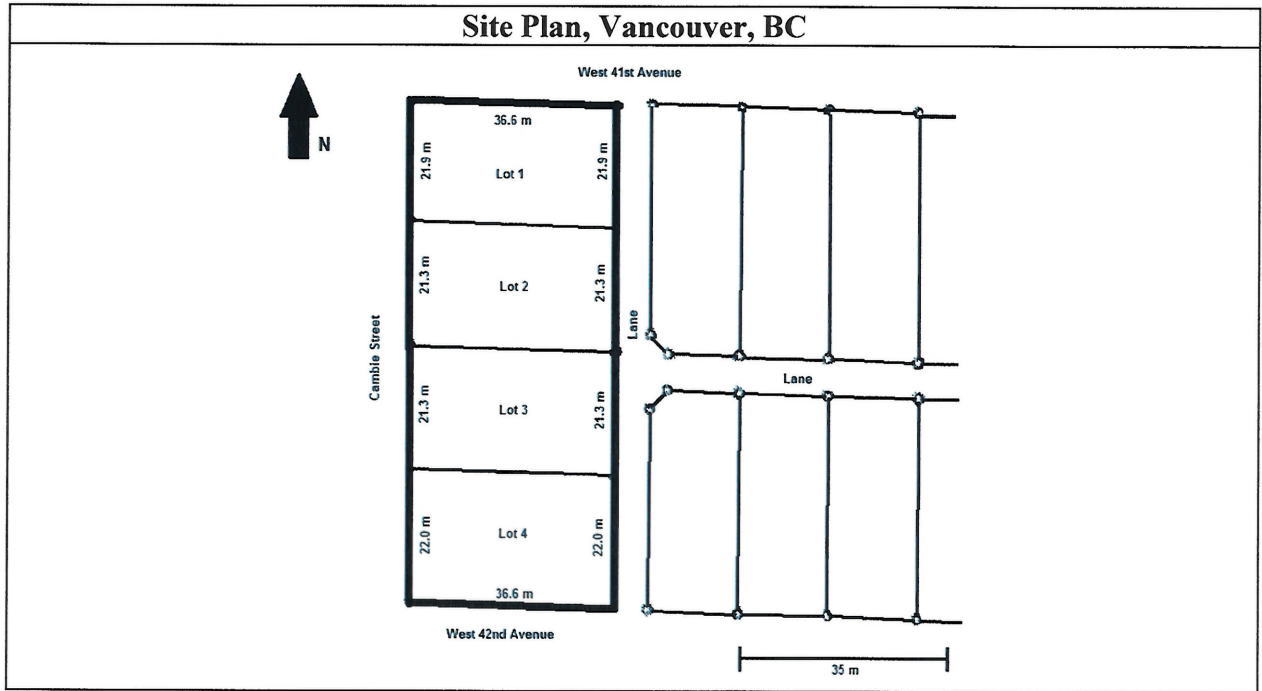 Site Plan, Vancouver, BC
West 41st Avenue
N
36.6 m
21.9 m
Lot 1
21.9 m
21.3 m
Lot 2
21.3 m
Cambie Street
Lane
Lane
21.3 m
Lot 3
21.3 m
22.0 m
Lot 4
22.0 m
36.6 m
West 42nd Avenue
35 m